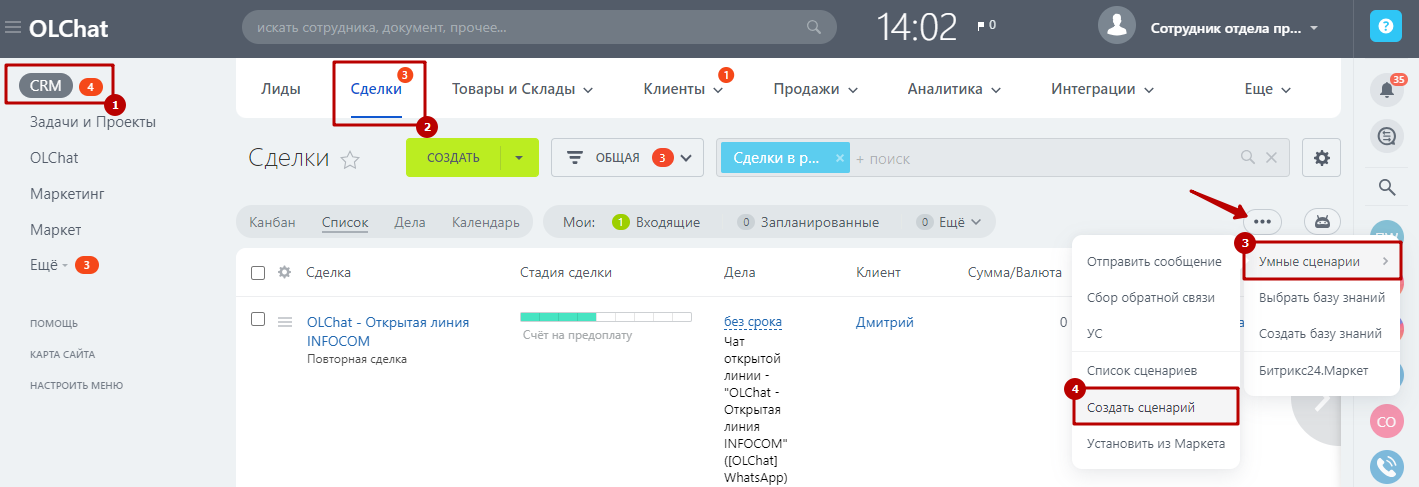 OLChat
искать сотрудника, документ, прочее...
14:02
0
Сотрудник отдела пр...
?
CRM 4
1
Задачи и Проекты
OLChat
Маркетинг
Маркет
Ещё 3
ПОМОЩЬ
КАРТА САЙТА
НАСТРОИТЬ МЕНЮ
Лиды
Сделки 3
2
Товары и Склады
Клиенты 1
Продажи
Аналитика
Интеграции
Еще
35
Сделки
СОЗДАТЬ
ОБЩАЯ 3
Сделки в р... ×
+ поиск
Канбан Список Дела Календарь
Мои: 1 Входящие 0 Запланированные 0 Ещё
Сделка Стадия сделки Дела Клиент Сумма/Валюта
OLChat - Открытая линия
INFOCOM
Повторная сделка
Счёт на предоплату
без срока
Чат
открытой
линии -
"OLChat -
Открытая
линия
INFOCOM"
([OLChat]
WhatsApp)
Дмитрий
0
а
3
Умные сценарии
Выбрать базу знаний
Создать базу знаний
Битрикс24.Маркет
Отправить сообщение
Сбор обратной связи
УС
Список сценариев
4
Создать сценарий
Установить из Маркета
СО